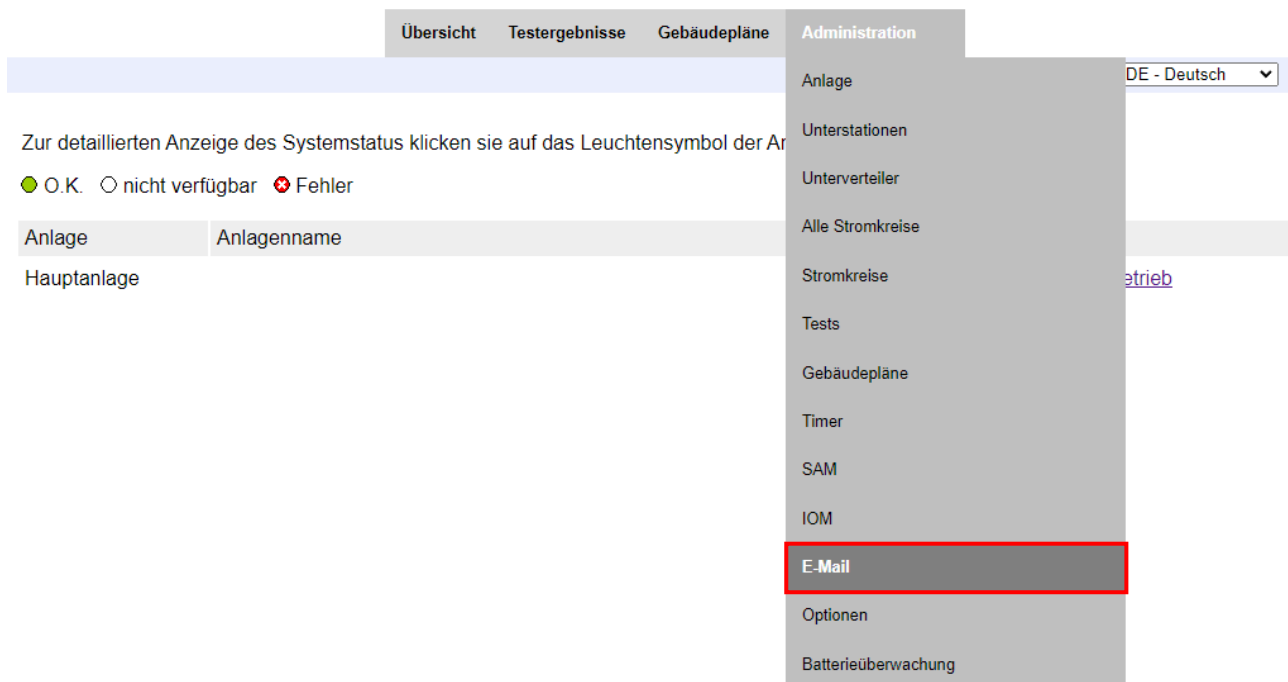 Übersicht Testergebnisse Gebäudepläne Administration
DE - Deutsch
Anlage
Unterstationen
Unterverteiler
Alle Stromkreise
Stromkreise
Tests
Gebäudepläne
Timer
SAM
IOM
E-Mail
Optionen
Batterieüberwachung
Zur detaillierten Anzeige des Systemstatus klicken sie auf das Leuchtensymbol der
O.K. nicht verfügbar Fehler
Anlage Anlagenname
Hauptanlage
etrieb